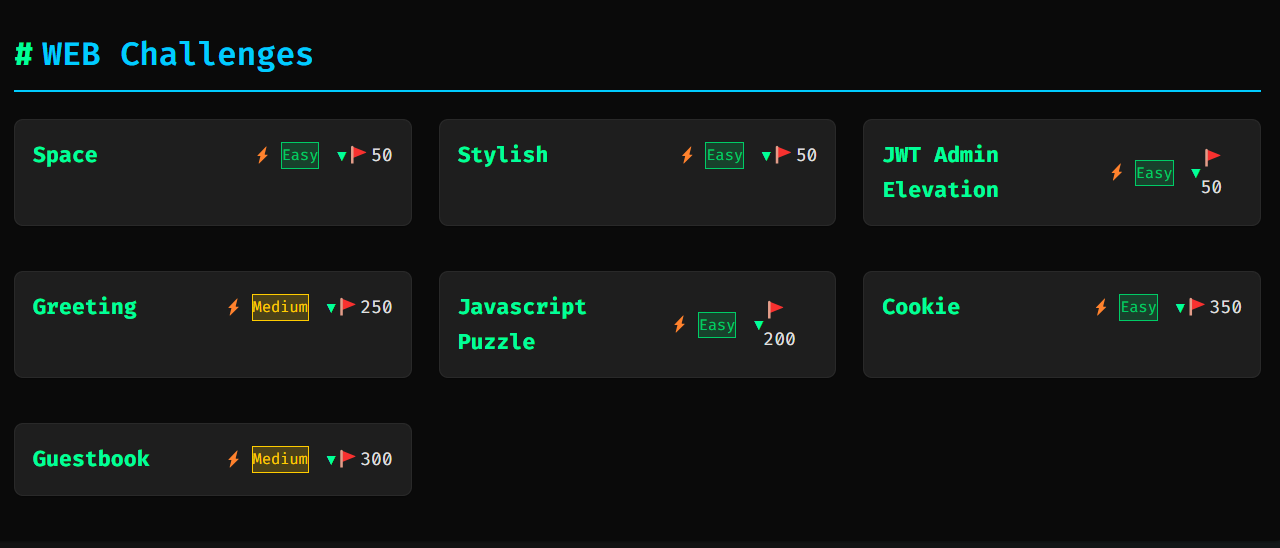 # WEB Challenges
Space ⚡ Easy ▼🚩50
Stylish ⚡ Easy ▼🚩50
JWT Admin
Elevation ⚡ Easy ▼🚩
50
Greeting ⚡ Medium ▼🚩250
Javascript
Puzzle ⚡ Easy ▼🚩
200
Cookie ⚡ Easy ▼🚩350
Guestbook ⚡ Medium ▼🚩300